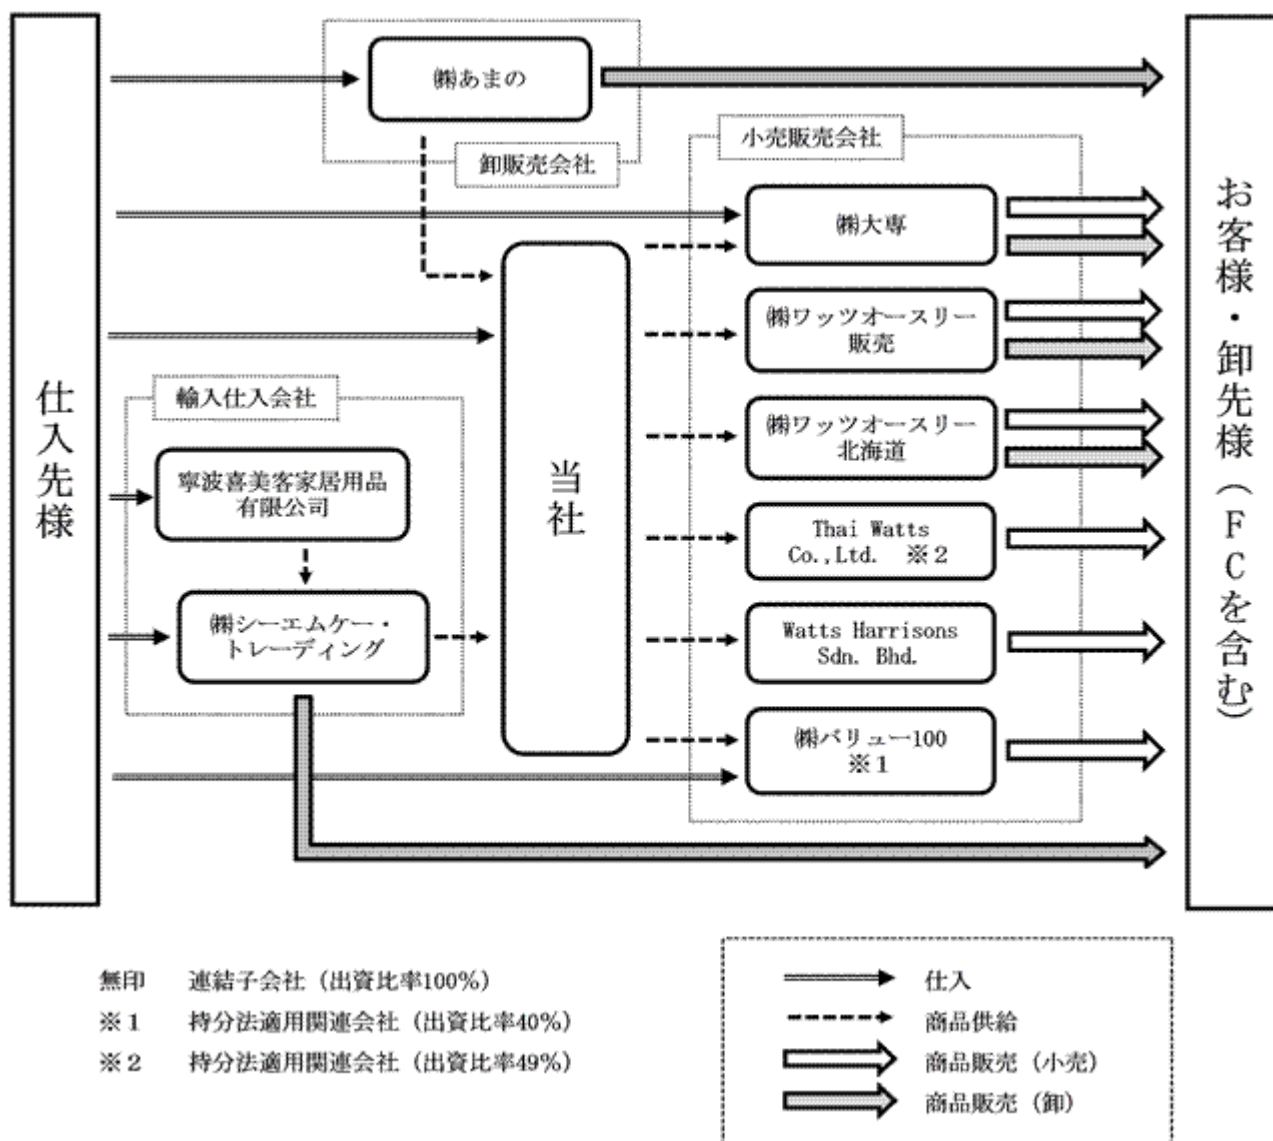 ㈱あまの
卸販売会社
小売販売会社
㈱大専
㈱ワッツオースリー
販売
㈱ワッツオースリー
北海道
Thai Watts
Co.,Ltd. ※2
Watts Harrisons
Sdn. Bhd.
㈱バリュー100
※1
当社
輸入仕入会社
寧波喜美客家居用品
有限公司
㈱シーエムケー・
トレーディング
仕入先様
お客様・卸先様(FCを含む)
無印 連結子会社(出資比率100%)
※1 持分法適用関連会社(出資比率40%)
※2 持分法適用関連会社(出資比率49%)
仕入
商品供給
商品販売(小売)
商品販売(卸)